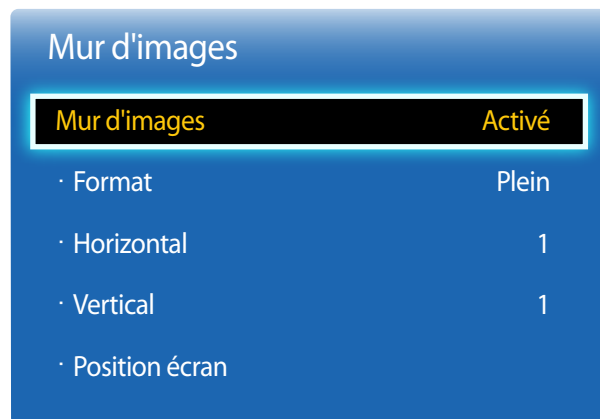 Mur d'images
Mur d'images Activé
· Format Plein
· Horizontal 1
· Vertical 1
· Position écran